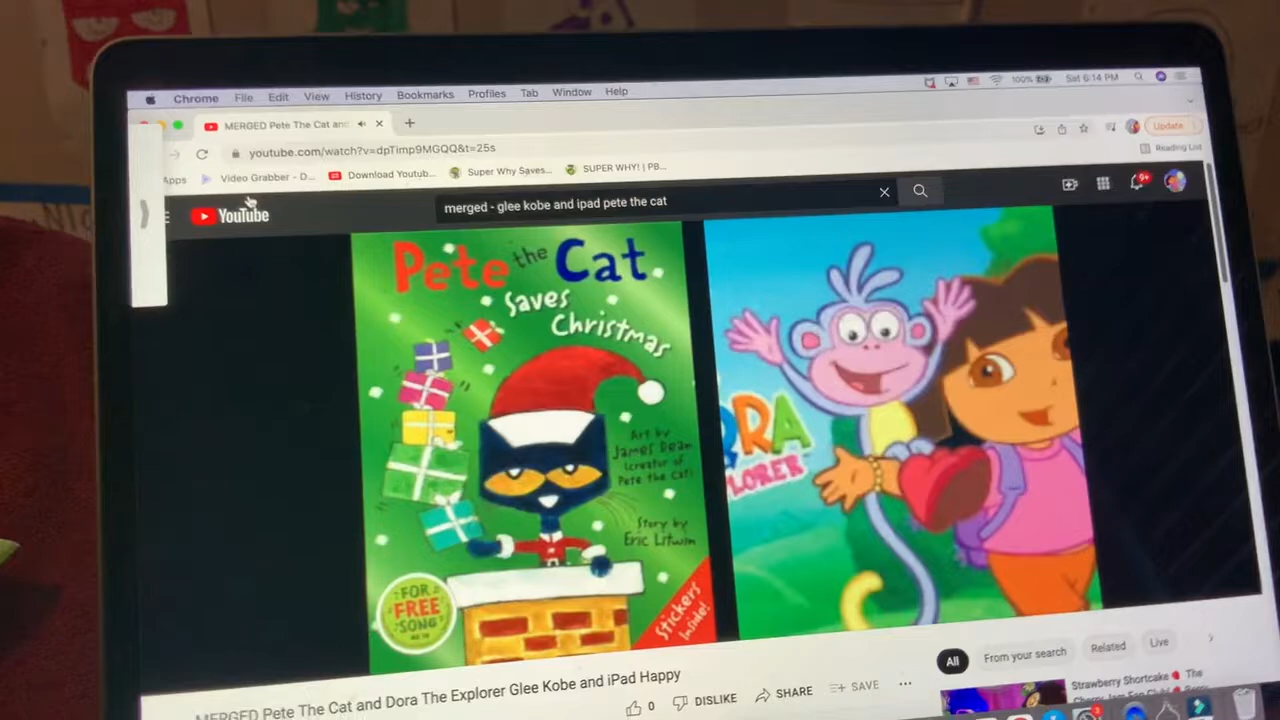 Chrome File Edit View History Bookmarks Profiles Tab Window Help
100% Sat 6:14 PM
MERGED Pete The Cat and
youtube.com/watch?v=dpTimp9MGQQ&t=25s
Update
Apps Video Grabber - D... Download Youtub... Super Why Saves... SUPER WHY! | PB...
Reading List
YouTube
merged - glee kobe and ipad pete the cat
9+
Pete the Cat
Saves
Christmas
Art by
James Dean
(creator of
Pete the Cat)
Story by
Eric Litwin
FOR
FREE
SONG
Stickers
Inside!
ORA
LORER
MERGED Pete The Cat and Dora The Explorer Glee Kobe and iPad Happy
0 DISLIKE SHARE SAVE
All From your search Related Live
Strawberry Shortcake The